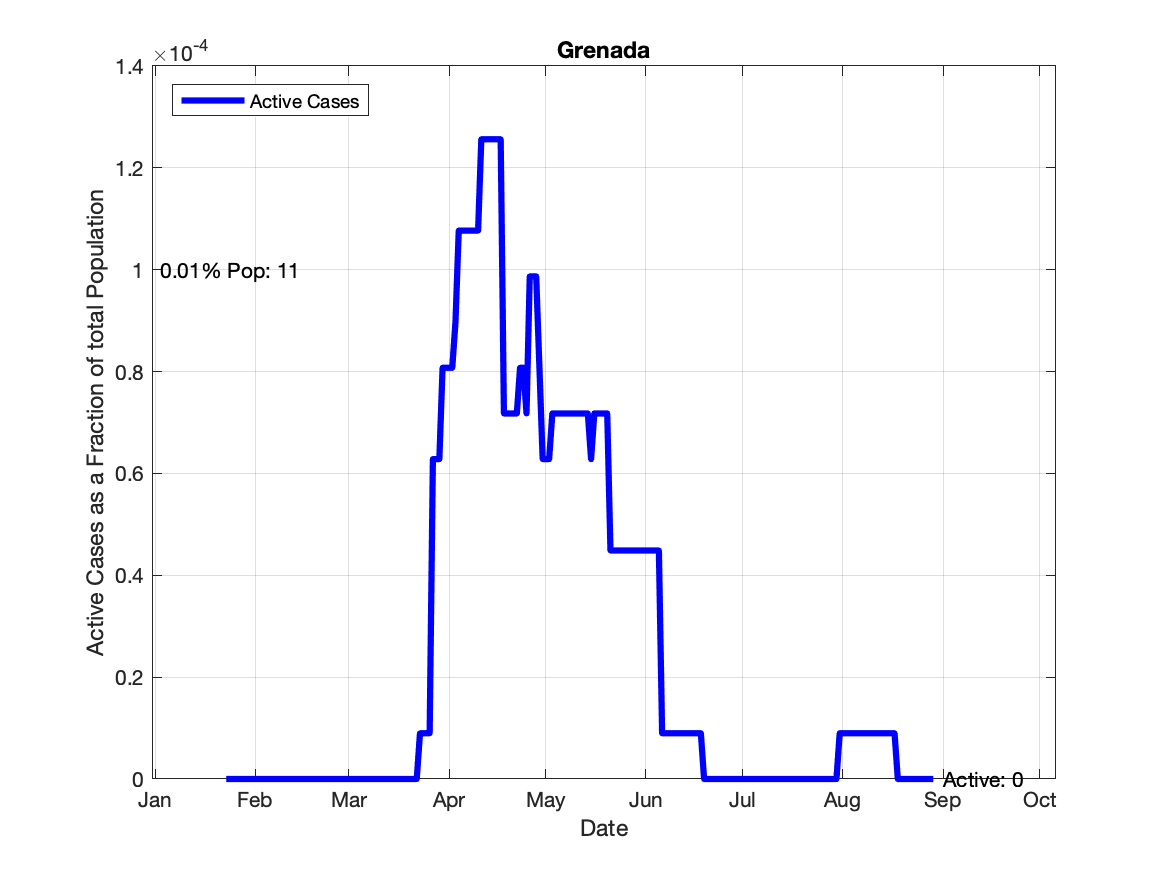 Grenada
×10-4
1.4
1.2
1
0.8
0.6
0.4
0.2
0
Active Cases as a Fraction of total Population
Active Cases
0.01% Pop: 11
Active: 0
Jan Feb Mar Apr May Jun Jul Aug Sep Oct
Date